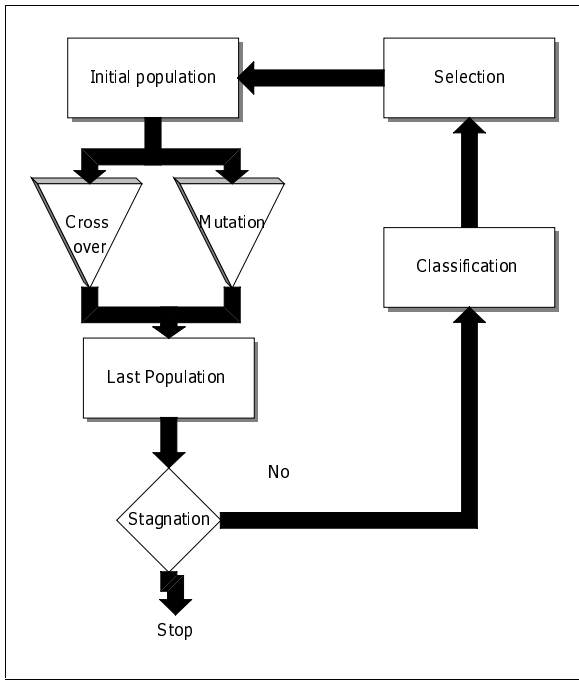 Initial population
Selection
Cross
over
Mutation
Classification
Last Population
No
Stagnation
Stop